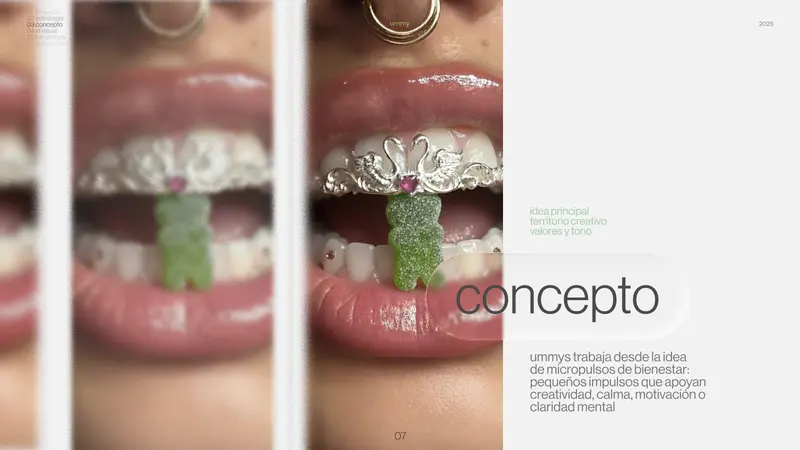 03 concepto
ummy
2025
idea principal
territorio creativo
valores y tono
concepto
ummys trabaja desde la idea
de micropulsos de bienestar:
pequeños impulsos que apoyan
creatividad, calma, motivación o
claridad mental
07